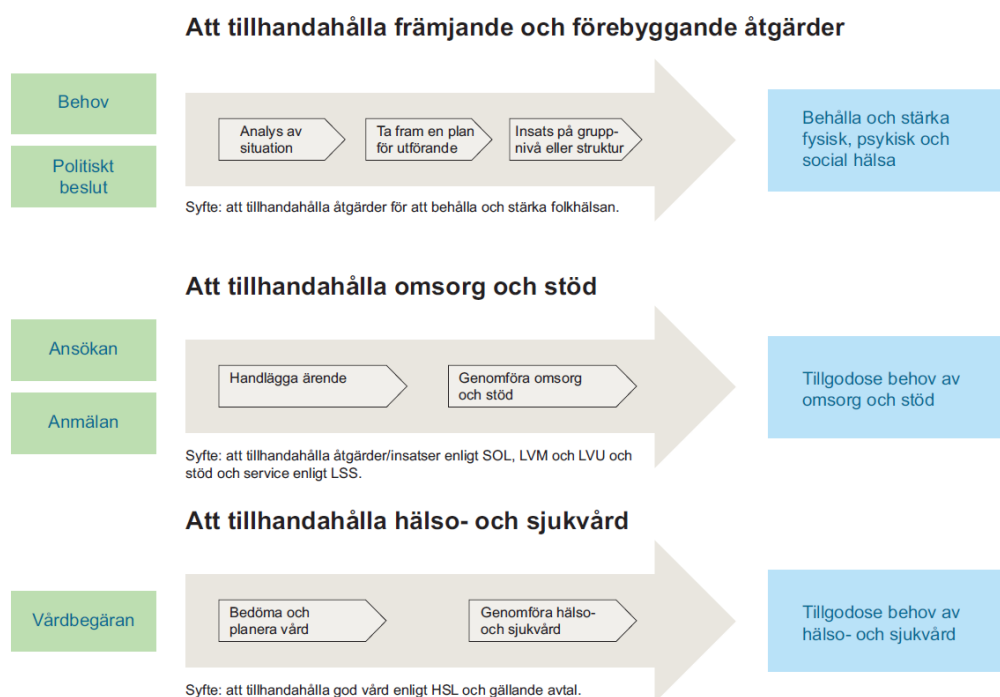 Att tillhandahålla främjande och förebyggande åtgärder
Behov
Politiskt
beslut
Analys av
situation
Ta fram en plan
för utförande
Insats på grupp-
nivå eller struktur
Behålla och stärka
fysisk, psykisk och
social hälsa
Syfte: att tillhandahålla åtgärder för att behålla och stärka folkhälsan.
Att tillhandahålla omsorg och stöd
Ansökan
Anmälan
Handlägga ärende
Genomföra omsorg
och stöd
Tillgodose behov av
omsorg och stöd
Syfte: att tillhandahålla åtgärder/insatser enligt SOL, LVM och LVU och
stöd och service enligt LSS.
Att tillhandahålla hälso- och sjukvård
Vårdbegäran
Bedöma och
planera vård
Genomföra hälso-
och sjukvård
Tillgodose behov av
hälso- och sjukvård
Syfte: att tillhandahålla god vård enligt HSL och gällande avtal.